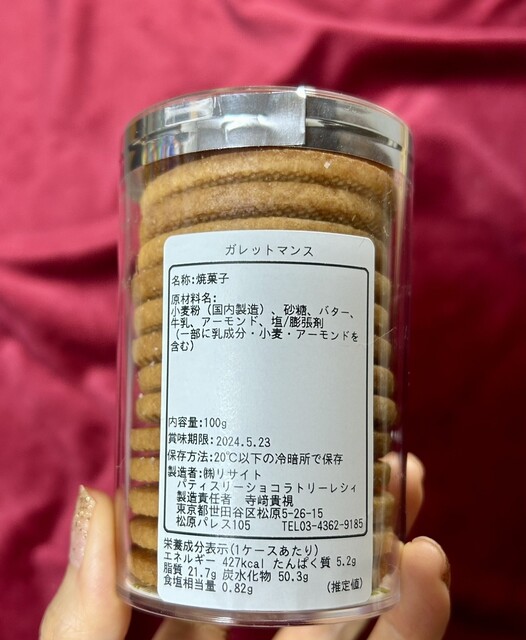 ガレットマンス
名称:焼菓子
原材料名:
小麦粉(国内製造)、砂糖、バター、
牛乳、アーモンド、塩/膨張剤
(一部に乳成分・小麦・アーモンドを
含む)
内容量:100g
賞味期限:2024.5.23
保存方法:20℃以下の冷暗所で保存
製造者:㈱リサイト
パティスリーショコラトリーレシィ
製造責任者 寺﨑貴視
東京都世田谷区松原5-26-15
松原パレス105 TEL03-4362-9185
栄養成分表示(1ケースあたり)
エネルギー 427kcal たんぱく質 5.2g
脂質 21.7g 炭水化物 50.3g
食塩相当量 0.82g (推定値)